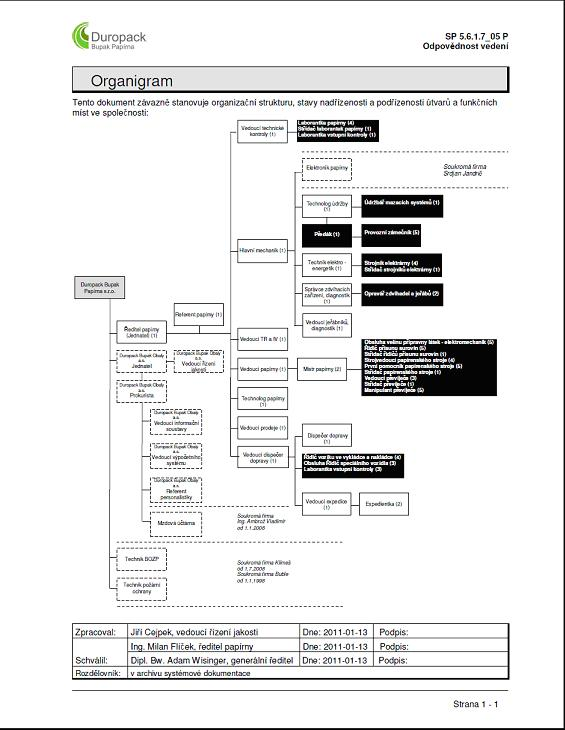 Duropack
Bupak Papírna
SP 5.6.1.7_05 P
Odpovědnost vedení
Organigram
Tento dokument závazně stanovuje organizační strukturu, stavy nadřízenosti a podřízenosti útvarů a funkčních
míst ve společnosti:
Vedoucí technické
kontroly (1)
Laborantka papírny (4)
Střídač laborantek papírny (1)
Laborantka vstupní kontroly (1)
Elektronik papírny
Soukromá firma
Srdjan Jandrič
Technolog údržby
(1)
Údržbář mazacích systémů (1)
Předák (1)
Provozní zámečník (5)
Hlavní mechanik (1)
Technik elektro -
energetik (1)
Strojník elektrárny (4)
Střídač strojníků elektrárny (1)
Duropack Bupak
Papírna s.r.o.
Správce zdvihacích
zařízení, diagnostik
(1)
Opravář zdvihadel a jeřábů (2)
Referent papírny (1)
Vedoucí jeřábníků,
diagnostik (1)
Ředitel papírny
(Jednatel) (1)
Vedoucí TR a IV (1)
Duropack Bupak Obaly
a.s.
Jednatel
Duropack Bupak Obaly
a.s.
Vedoucí řízení
jakosti
Vedoucí papírny (1)
Mistr papírny (2)
Obsluha velínu přípravny látek - elektromechanik (5)
Řidič přísunu surovin (5)
Střídač řidičů přísunu surovin (1)
Strojvedoucí papírenského stroje (4)
První pomocník papírenského stroje (5)
Střídač papírenského stroje (1)
Vedoucí převíječe (3)
Střídač převíječe (1)
Manipulant převíječe (5)
Duropack Bupak Obaly
a.s.
Prokurista
Technolog papírny
(1)
Duropack Bupak Obaly
a.s.
Vedoucí informační
soustavy
Vedoucí prodeje (1)
Dispečer dopravy
(1)
Duropack Bupak Obaly
a.s.
Vedoucí výpočetního
systému
Vedoucí dispečer
dopravy (1)
Řidič vozíku ve vykládce a nakládce (4)
Obsluha Řidič speciálního vozidla (3)
Laborantka vstupní kontroly (3)
Duropack Bupak Obaly
a.s.
Referent
personalistiky
Vedoucí expedice
(1)
Expedientka (2)
Mzdová účtárna
Soukromá firma
Ing. Ambrož Vladimír
od 1.1.2006
Technik BOZP
Soukromá firma Klimeš
od 1.7.2008
Soukromá firma Buble
od 1.1.1998
Technik požární
ochrany
Zpracoval: Jiří Cejpek, vedoucí řízení jakosti Dne: 2011-01-13 Podpis:
Ing. Milan Flíček, ředitel papírny Dne: 2011-01-13 Podpis:
Schválil: Dipl. Bw. Adam Wisinger, generální ředitel Dne: 2011-01-13 Podpis:
Rozdělovník: v archivu systémové dokumentace
Strana 1 - 1